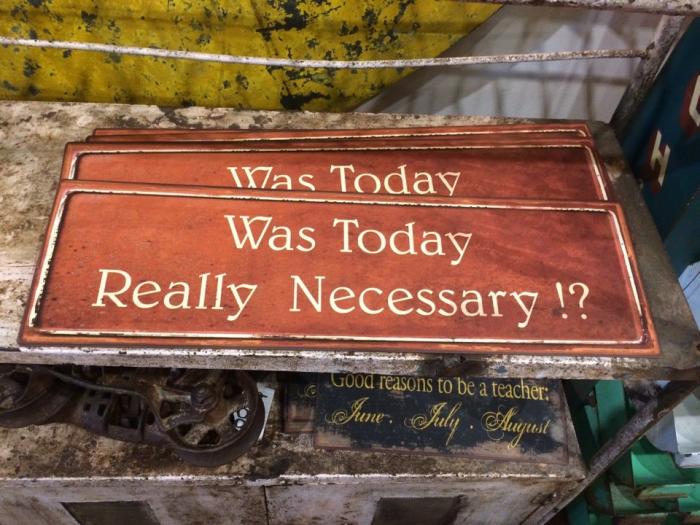 Was Today
Was Today
Really Necessary !?
Good reasons to be a teacher:
June. July. August
H